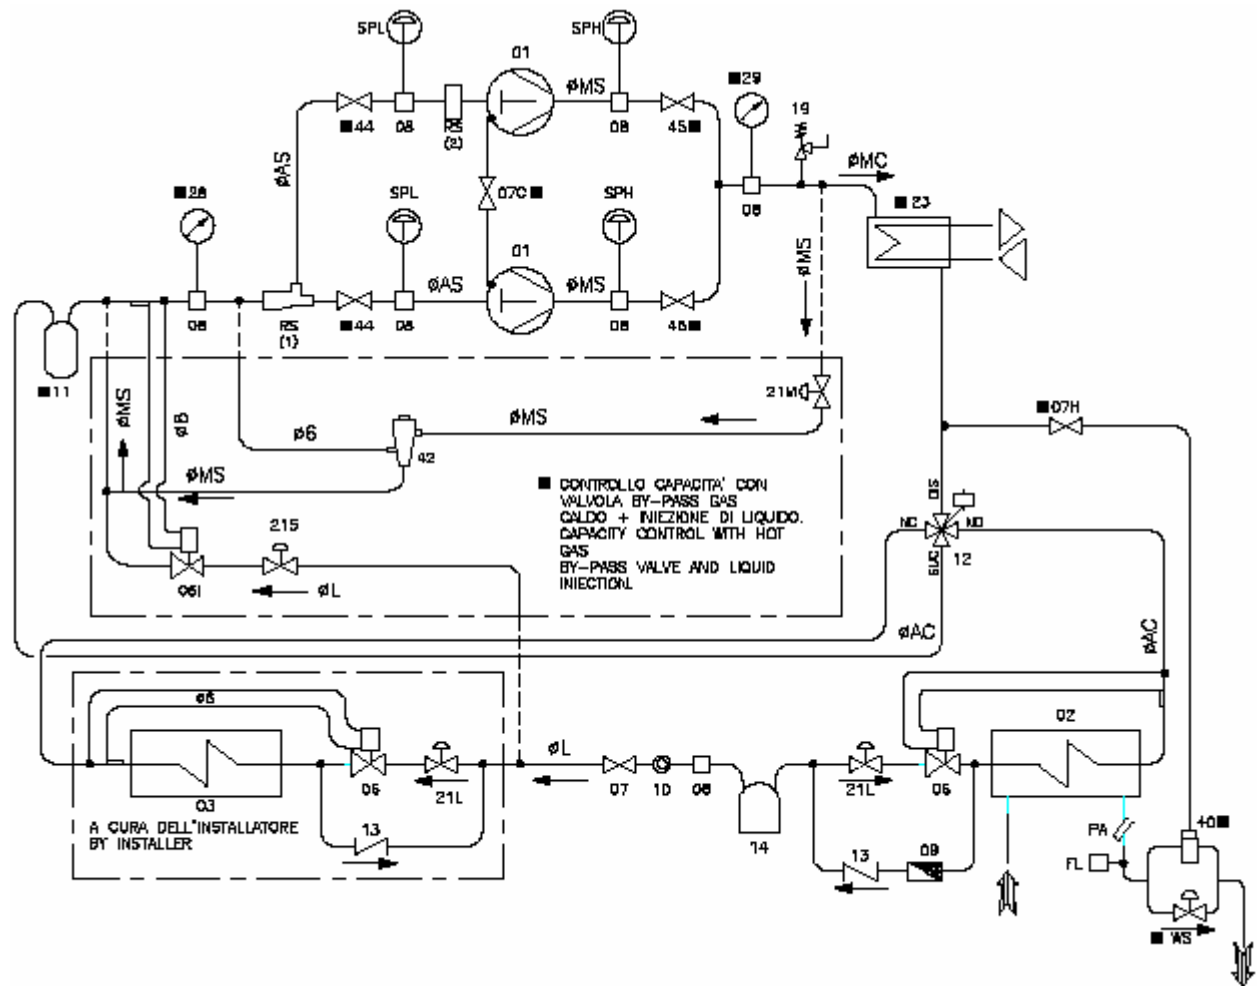 SPL
SPH
01
ØMS
■29
19
■44
08
RS
(2)
08
45■
ØMC
ØAS
■28
SPL
07C■
SPH
08
■23
01
ØAS
ØMS
ØMS
08
RS
(1)
■44
08
08
45■
■11
ØMS
Ø6
21M
■07H
ØMS
Ø6
42
ØMS
■ CONTROLLO CAPACITA' CON
VALVOLA BY-PASS GAS
CALDO + INIEZIONE DI LIQUIDO.
CAPACITY CONTROL WITH HOT
GAS
BY-PASS VALVE AND LIQUID
INJECTION.
DIS
NC
NO
SUC
12
21S
06I
ØL
ØAC
ØAC
Ø6
02
ØL
03
06
21L
07
10
08
21L
06
A CURA DELL'INSTALLATORE
BY INSTALLER
13
14
13
09
PA
40■
FL
■ WS